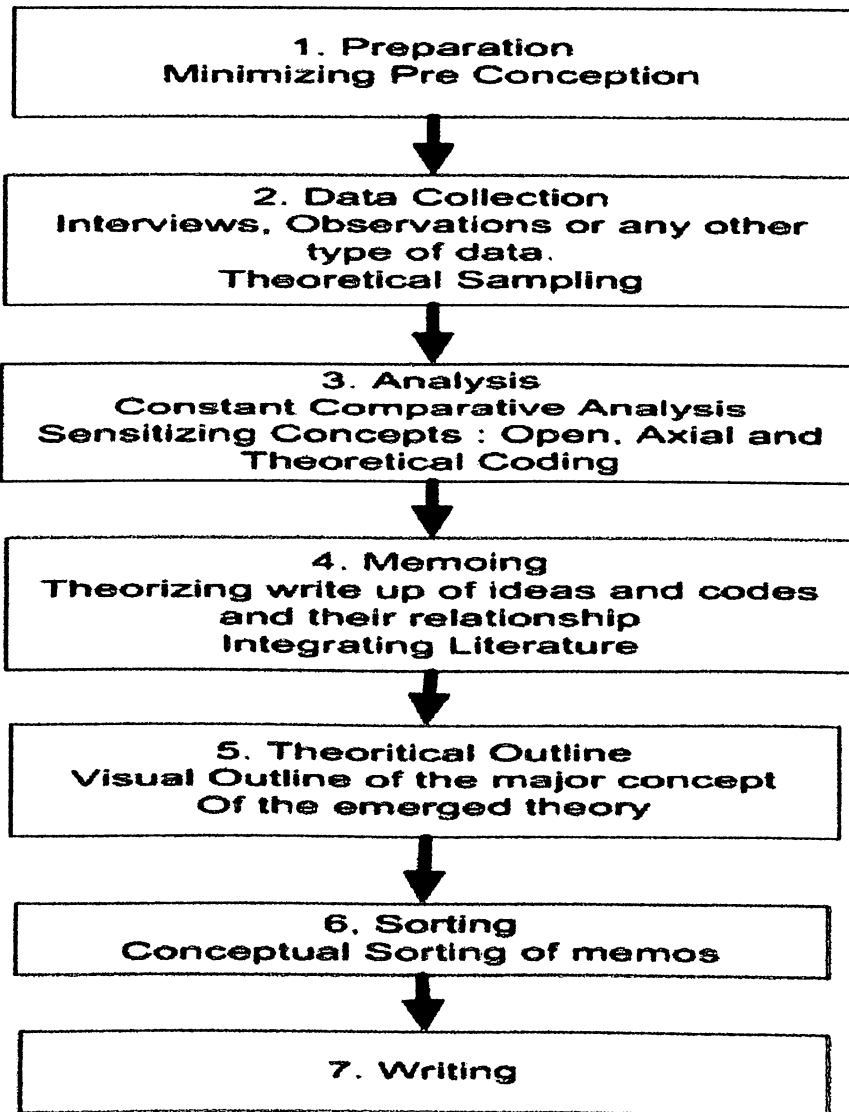 1. Preparation
Minimizing Pre Conception
2. Data Collection
Interviews, Observations or any other
type of data.
Theoretical Sampling
3. Analysis
Constant Comparative Analysis
Sensitizing Concepts : Open, Axial and
Theoretical Coding
4. Memoing
Theorizing write up of ideas and codes
and their relationship
Integrating Literature
5. Theoritical Outline
Visual Outline of the major concept
Of the emerged theory
6. Sorting
Conceptual Sorting of memos
7. Writing